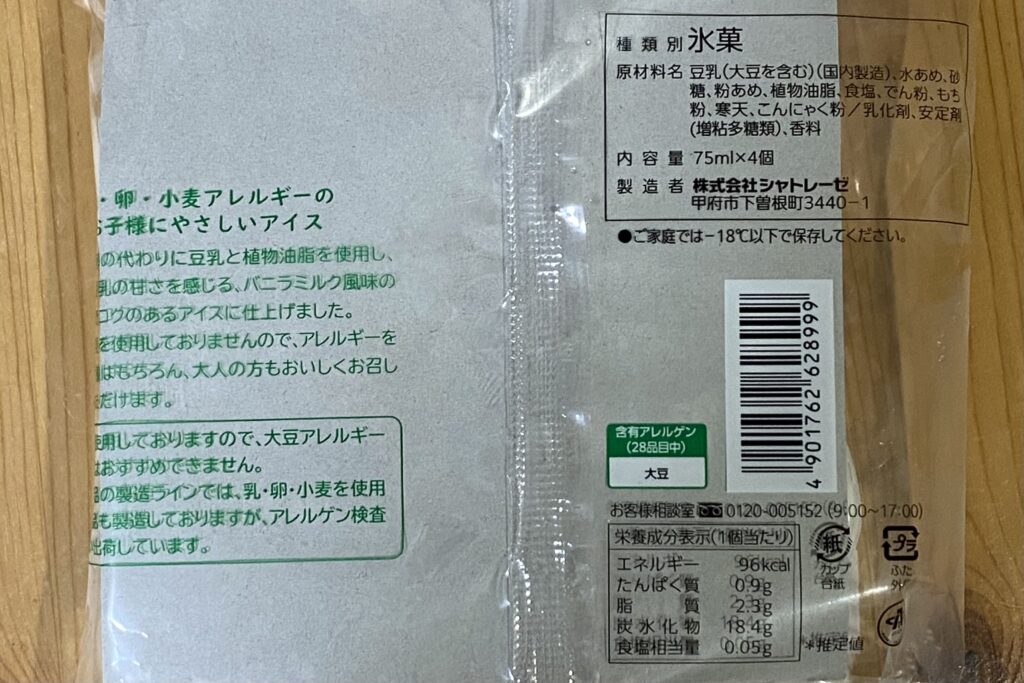 ・卵・小麦アレルギーの
お子様にやさしいアイス
の代わりに豆乳と植物油脂を使用し、
乳の甘さを感じる、バニラミルク風味の
コクのあるアイスに仕上げました。
を使用しておりませんので、アレルギーを
はもちろん、大人の方もおいしくお召し
だけます。
使用しておりますので、大豆アレルギー
はおすすめできません。
品の製造ラインでは、乳・卵・小麦を使用
も製造しておりますが、アレルゲン検査
出荷しています。
種類別 氷菓
原材料名 豆乳(大豆を含む)(国内製造)、水あめ、砂
糖、粉あめ、植物油脂、食塩、でん粉、もち
粉、寒天、こんにゃく粉/乳化剤、安定剤
(増粘多糖類)、香料
内容量 75ml×4個
製造者 株式会社シャトレーゼ
甲府市下曽根町3440-1
●ご家庭では-18℃以下で保存してください。
4 901762 628999
含有アレルゲン
(28品目中)
大豆
お客様相談室 0120-005152 (9:00~17:00)
栄養成分表示(1個当たり)
エネルギー 96kcal
たんぱく質 0.9g
脂質 2.3g
炭水化物 18.4g
食塩相当量 0.05g
*推定値
紙
カップ
台紙
プラ
ふた